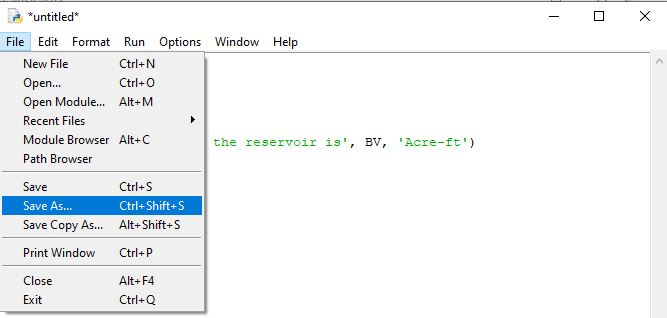 *untitled*
File Edit Format Run Options Window Help
New File Ctrl+N
Open... Ctrl+O
Open Module... Alt+M
Recent Files
Module Browser Alt+C
the reservoir is', BV, 'Acre-ft')
Path Browser
Save Ctrl+S
Save As... Ctrl+Shift+S
Save Copy As... Alt+Shift+S
Print Window Ctrl+P
Close Alt+F4
Exit Ctrl+Q